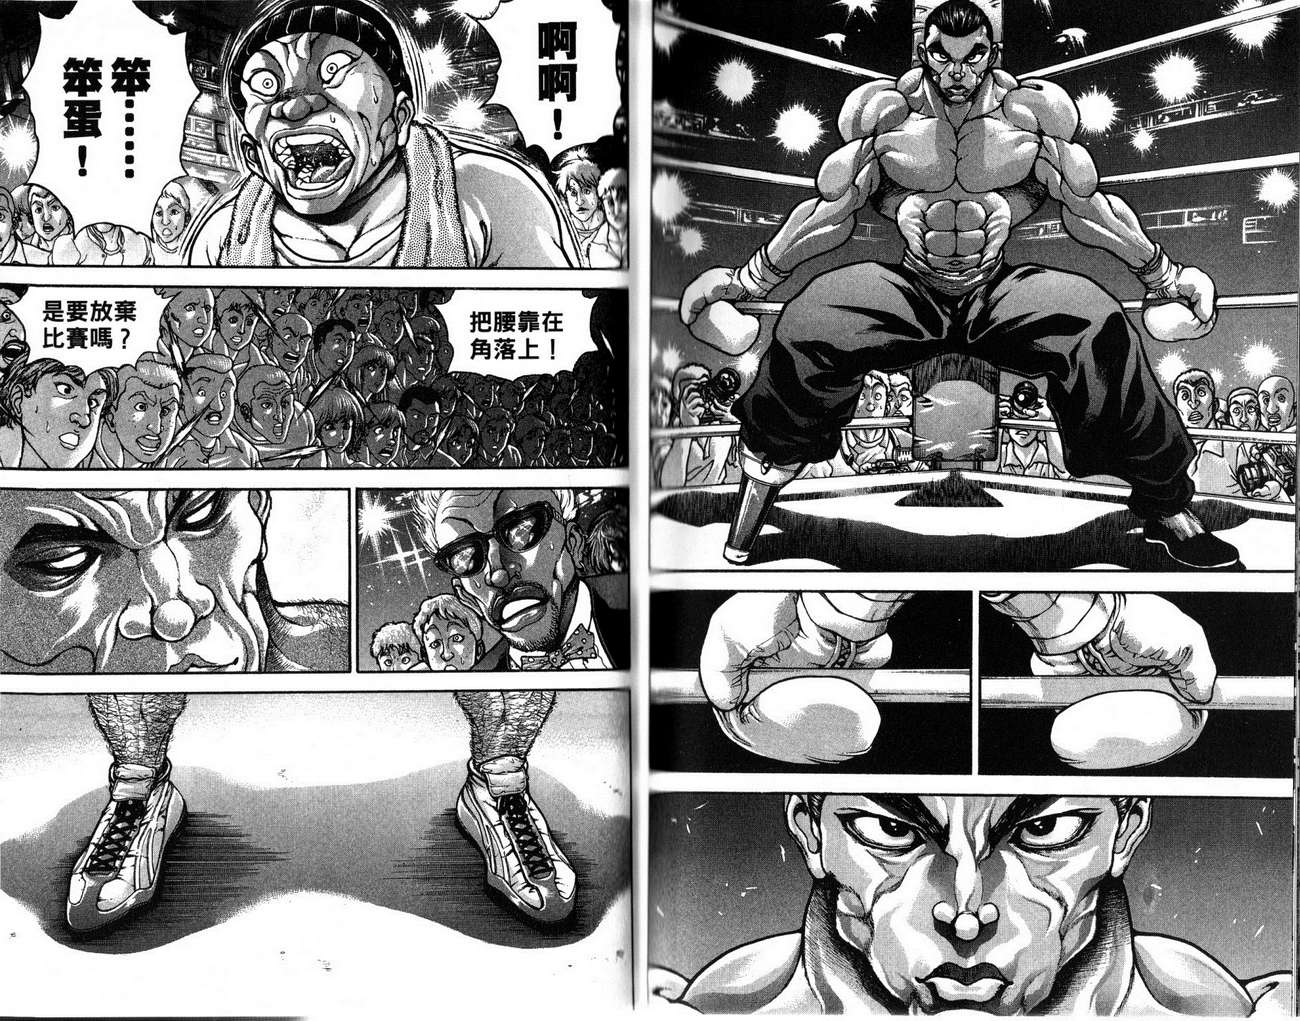 啊啊！
笨……
笨蛋！
把腰靠在
角落上！
是要放棄
比賽嗎？